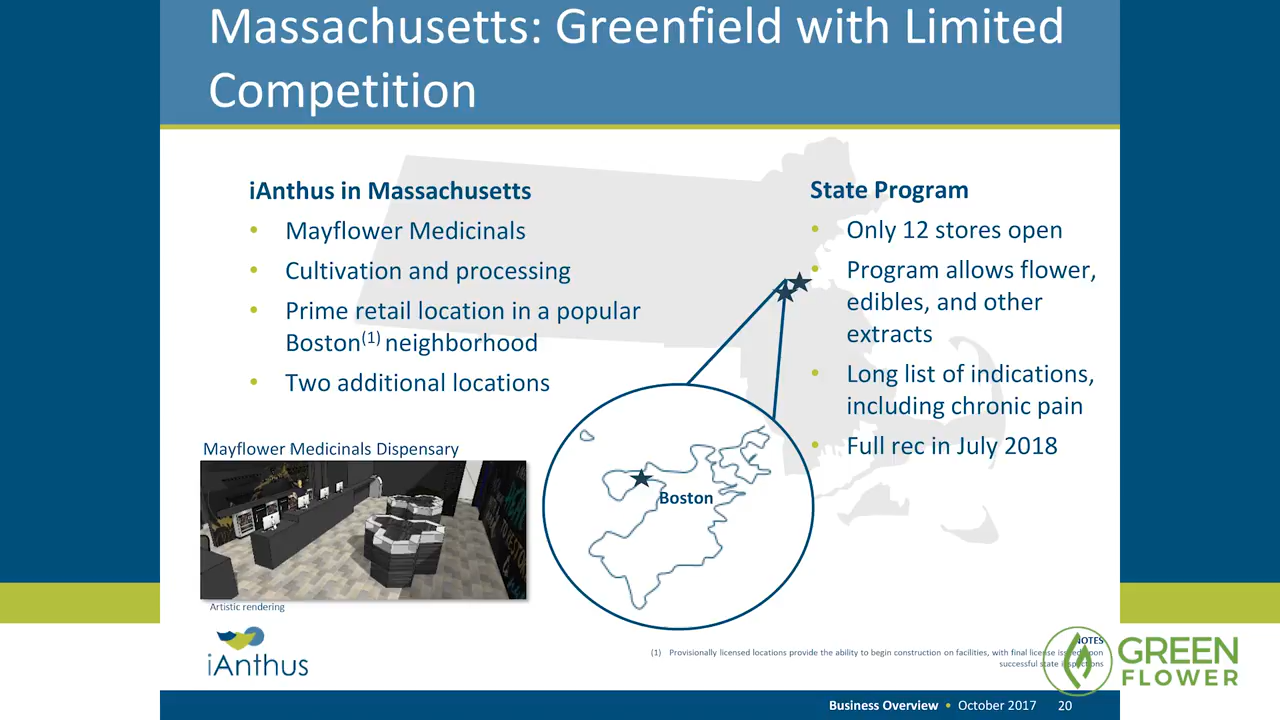 Massachusetts: Greenfield with Limited
Competition
iAnthus in Massachusetts
• Mayflower Medicinals
• Cultivation and processing
• Prime retail location in a popular
Boston(1) neighborhood
• Two additional locations
State Program
• Only 12 stores open
• Program allows flower,
edibles, and other
extracts
• Long list of indications,
including chronic pain
• Full rec in July 2018
Boston
Mayflower Medicinals Dispensary
Artistic rendering
iAnthus
NOTES
(1) Provisionally licensed locations provide the ability to begin construction on facilities, with final license issued upon
successful state inspections
GREEN
FLOWER
Business Overview • October 2017 20